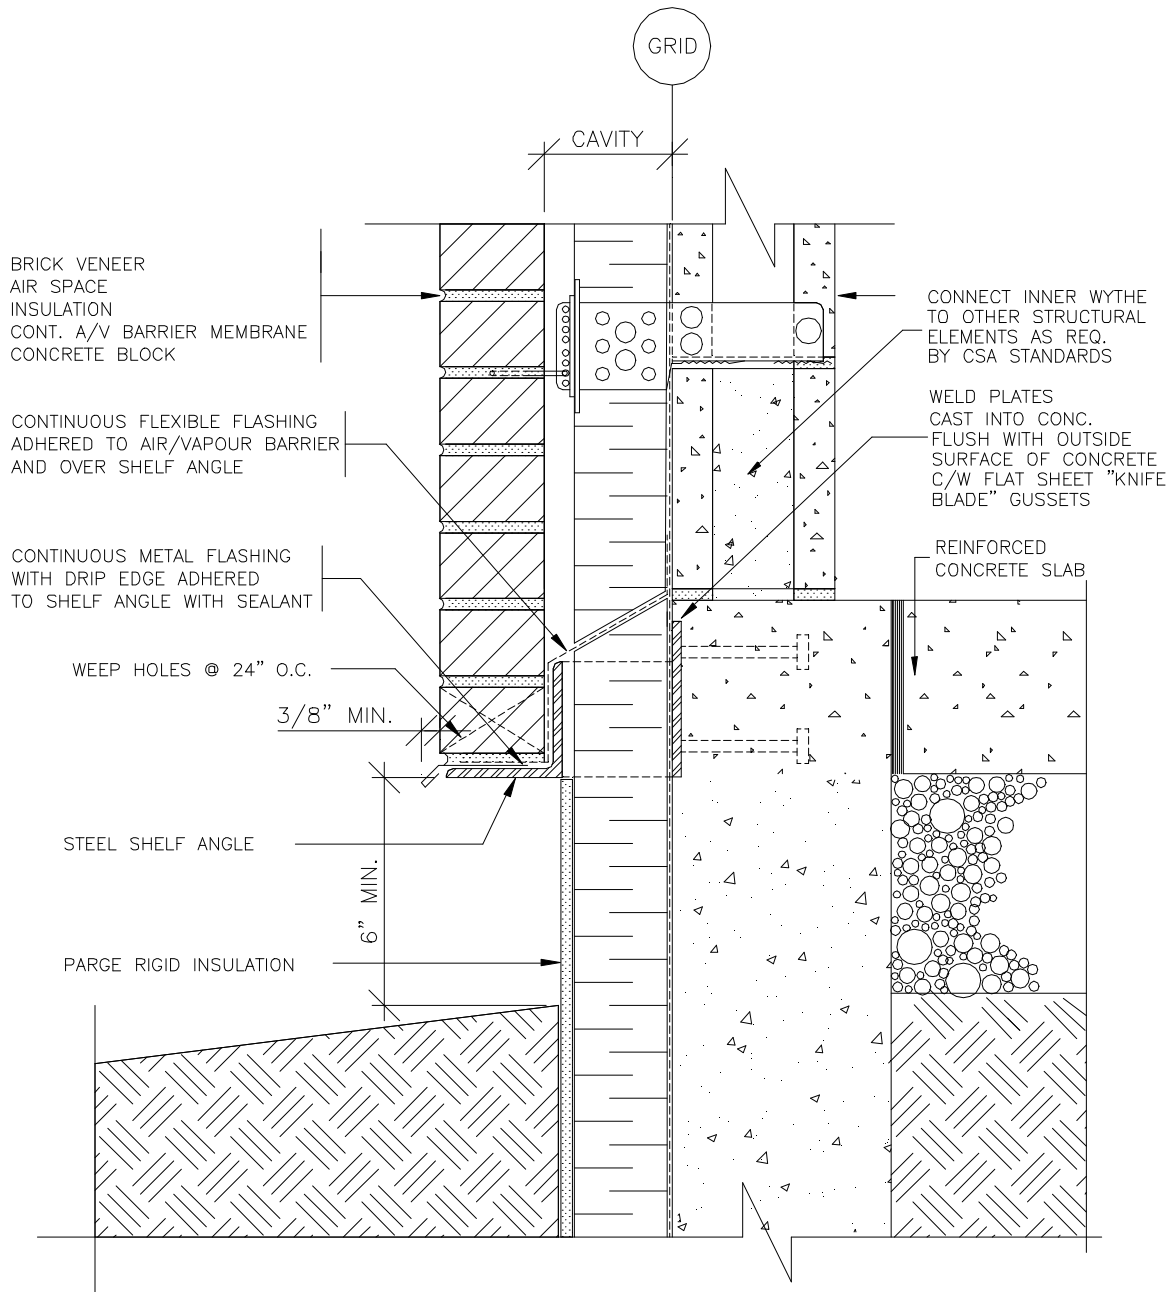 GRID
CAVITY
BRICK VENEER
AIR SPACE
INSULATION
CONT. A/V BARRIER MEMBRANE
CONCRETE BLOCK
CONNECT INNER WYTHE
TO OTHER STRUCTURAL
ELEMENTS AS REQ.
BY CSA STANDARDS
CONTINUOUS FLEXIBLE FLASHING
ADHERED TO AIR/VAPOUR BARRIER
AND OVER SHELF ANGLE
WELD PLATES
CAST INTO CONC.
FLUSH WITH OUTSIDE
SURFACE OF CONCRETE
C/W FLAT SHEET "KNIFE
BLADE" GUSSETS
CONTINUOUS METAL FLASHING
WITH DRIP EDGE ADHERED
TO SHELF ANGLE WITH SEALANT
REINFORCED
CONCRETE SLAB
WEEP HOLES @ 24" O.C.
3/8" MIN.
STEEL SHELF ANGLE
6" MIN.
PARGE RIGID INSULATION